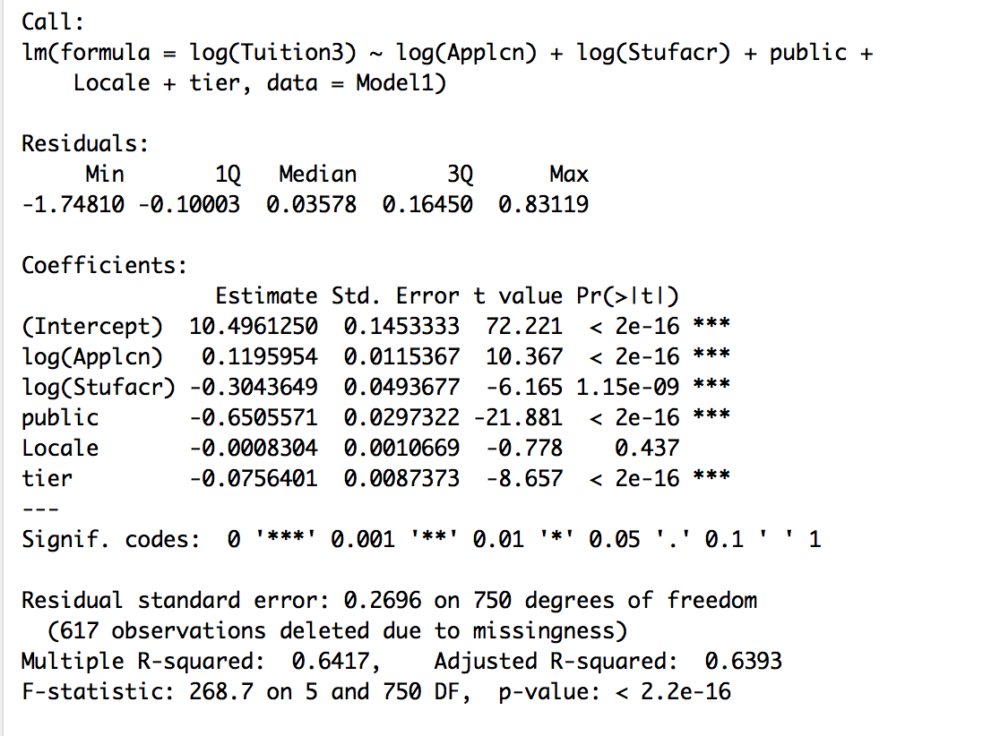 Call:
lm(formula = log(Tuition3) ~ log(Applcn) + log(Stufacr) + public +
    Locale + tier, data = Model1)
Residuals:
     Min       1Q   Median       3Q      Max
-1.74810 -0.10003  0.03578  0.16450  0.83119
Coefficients:
               Estimate Std. Error t value Pr(>|t|)
(Intercept)  10.4961250  0.1453333  72.221  < 2e-16 ***
log(Applcn)   0.1195954  0.0115367  10.367  < 2e-16 ***
log(Stufacr) -0.3043649  0.0493677  -6.165 1.15e-09 ***
public       -0.6505571  0.0297322 -21.881  < 2e-16 ***
Locale       -0.0008304  0.0010669  -0.778    0.437
tier         -0.0756401  0.0087373  -8.657  < 2e-16 ***
---
Signif. codes:  0 '***' 0.001 '**' 0.01 '*' 0.05 '.' 0.1 ' ' 1
Residual standard error: 0.2696 on 750 degrees of freedom
  (617 observations deleted due to missingness)
Multiple R-squared:  0.6417,	Adjusted R-squared:  0.6393
F-statistic: 268.7 on 5 and 750 DF,  p-value: < 2.2e-16